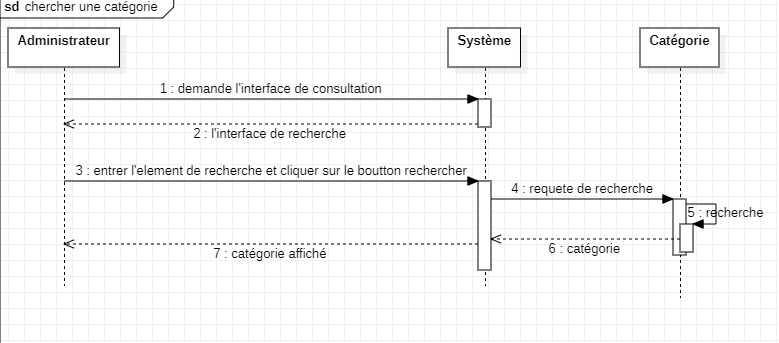 sd chercher une catégorie
Administrateur
Système
Catégorie
1 : demande l'interface de consultation
2 : l'interface de recherche
3 : entrer l'element de recherche et cliquer sur le boutton rechercher
4 : requete de recherche
5 : recherche
6 : catégorie
7 : catégorie affiché